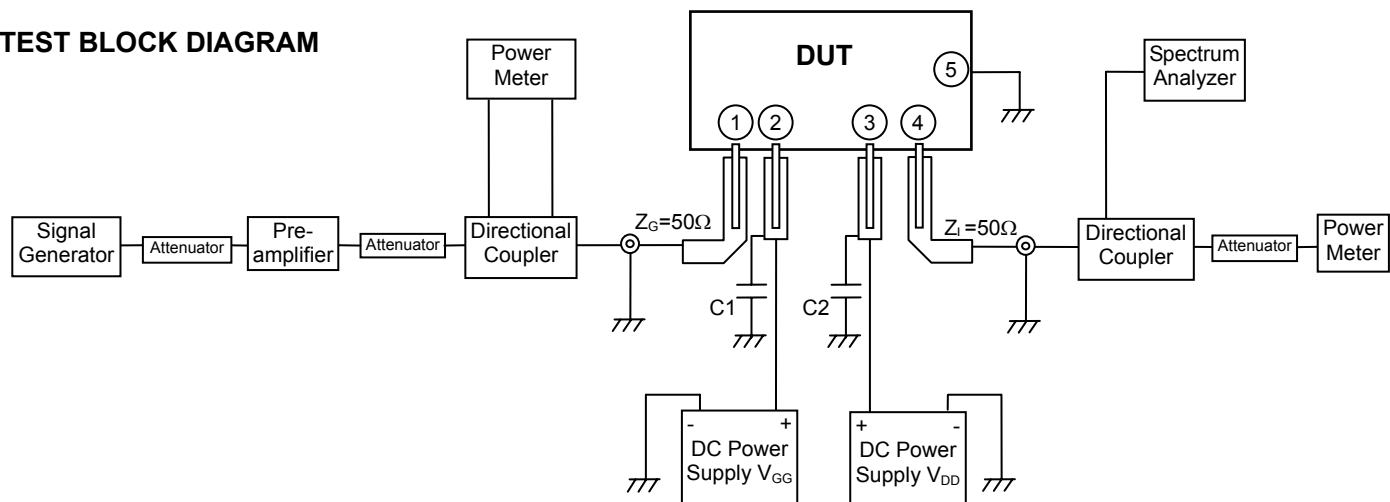 TEST BLOCK DIAGRAM
Power
Meter
DUT
5
1
2
3
4
Spectrum
Analyzer
Signal
Generator
Attenuator
Pre-
amplifier
Attenuator
Directional
Coupler
ZG=50Ω
C1
C2
ZI=50Ω
Directional
Coupler
Attenuator
Power
Meter
- +
DC Power
Supply VGG
+ -
DC Power
Supply VDD